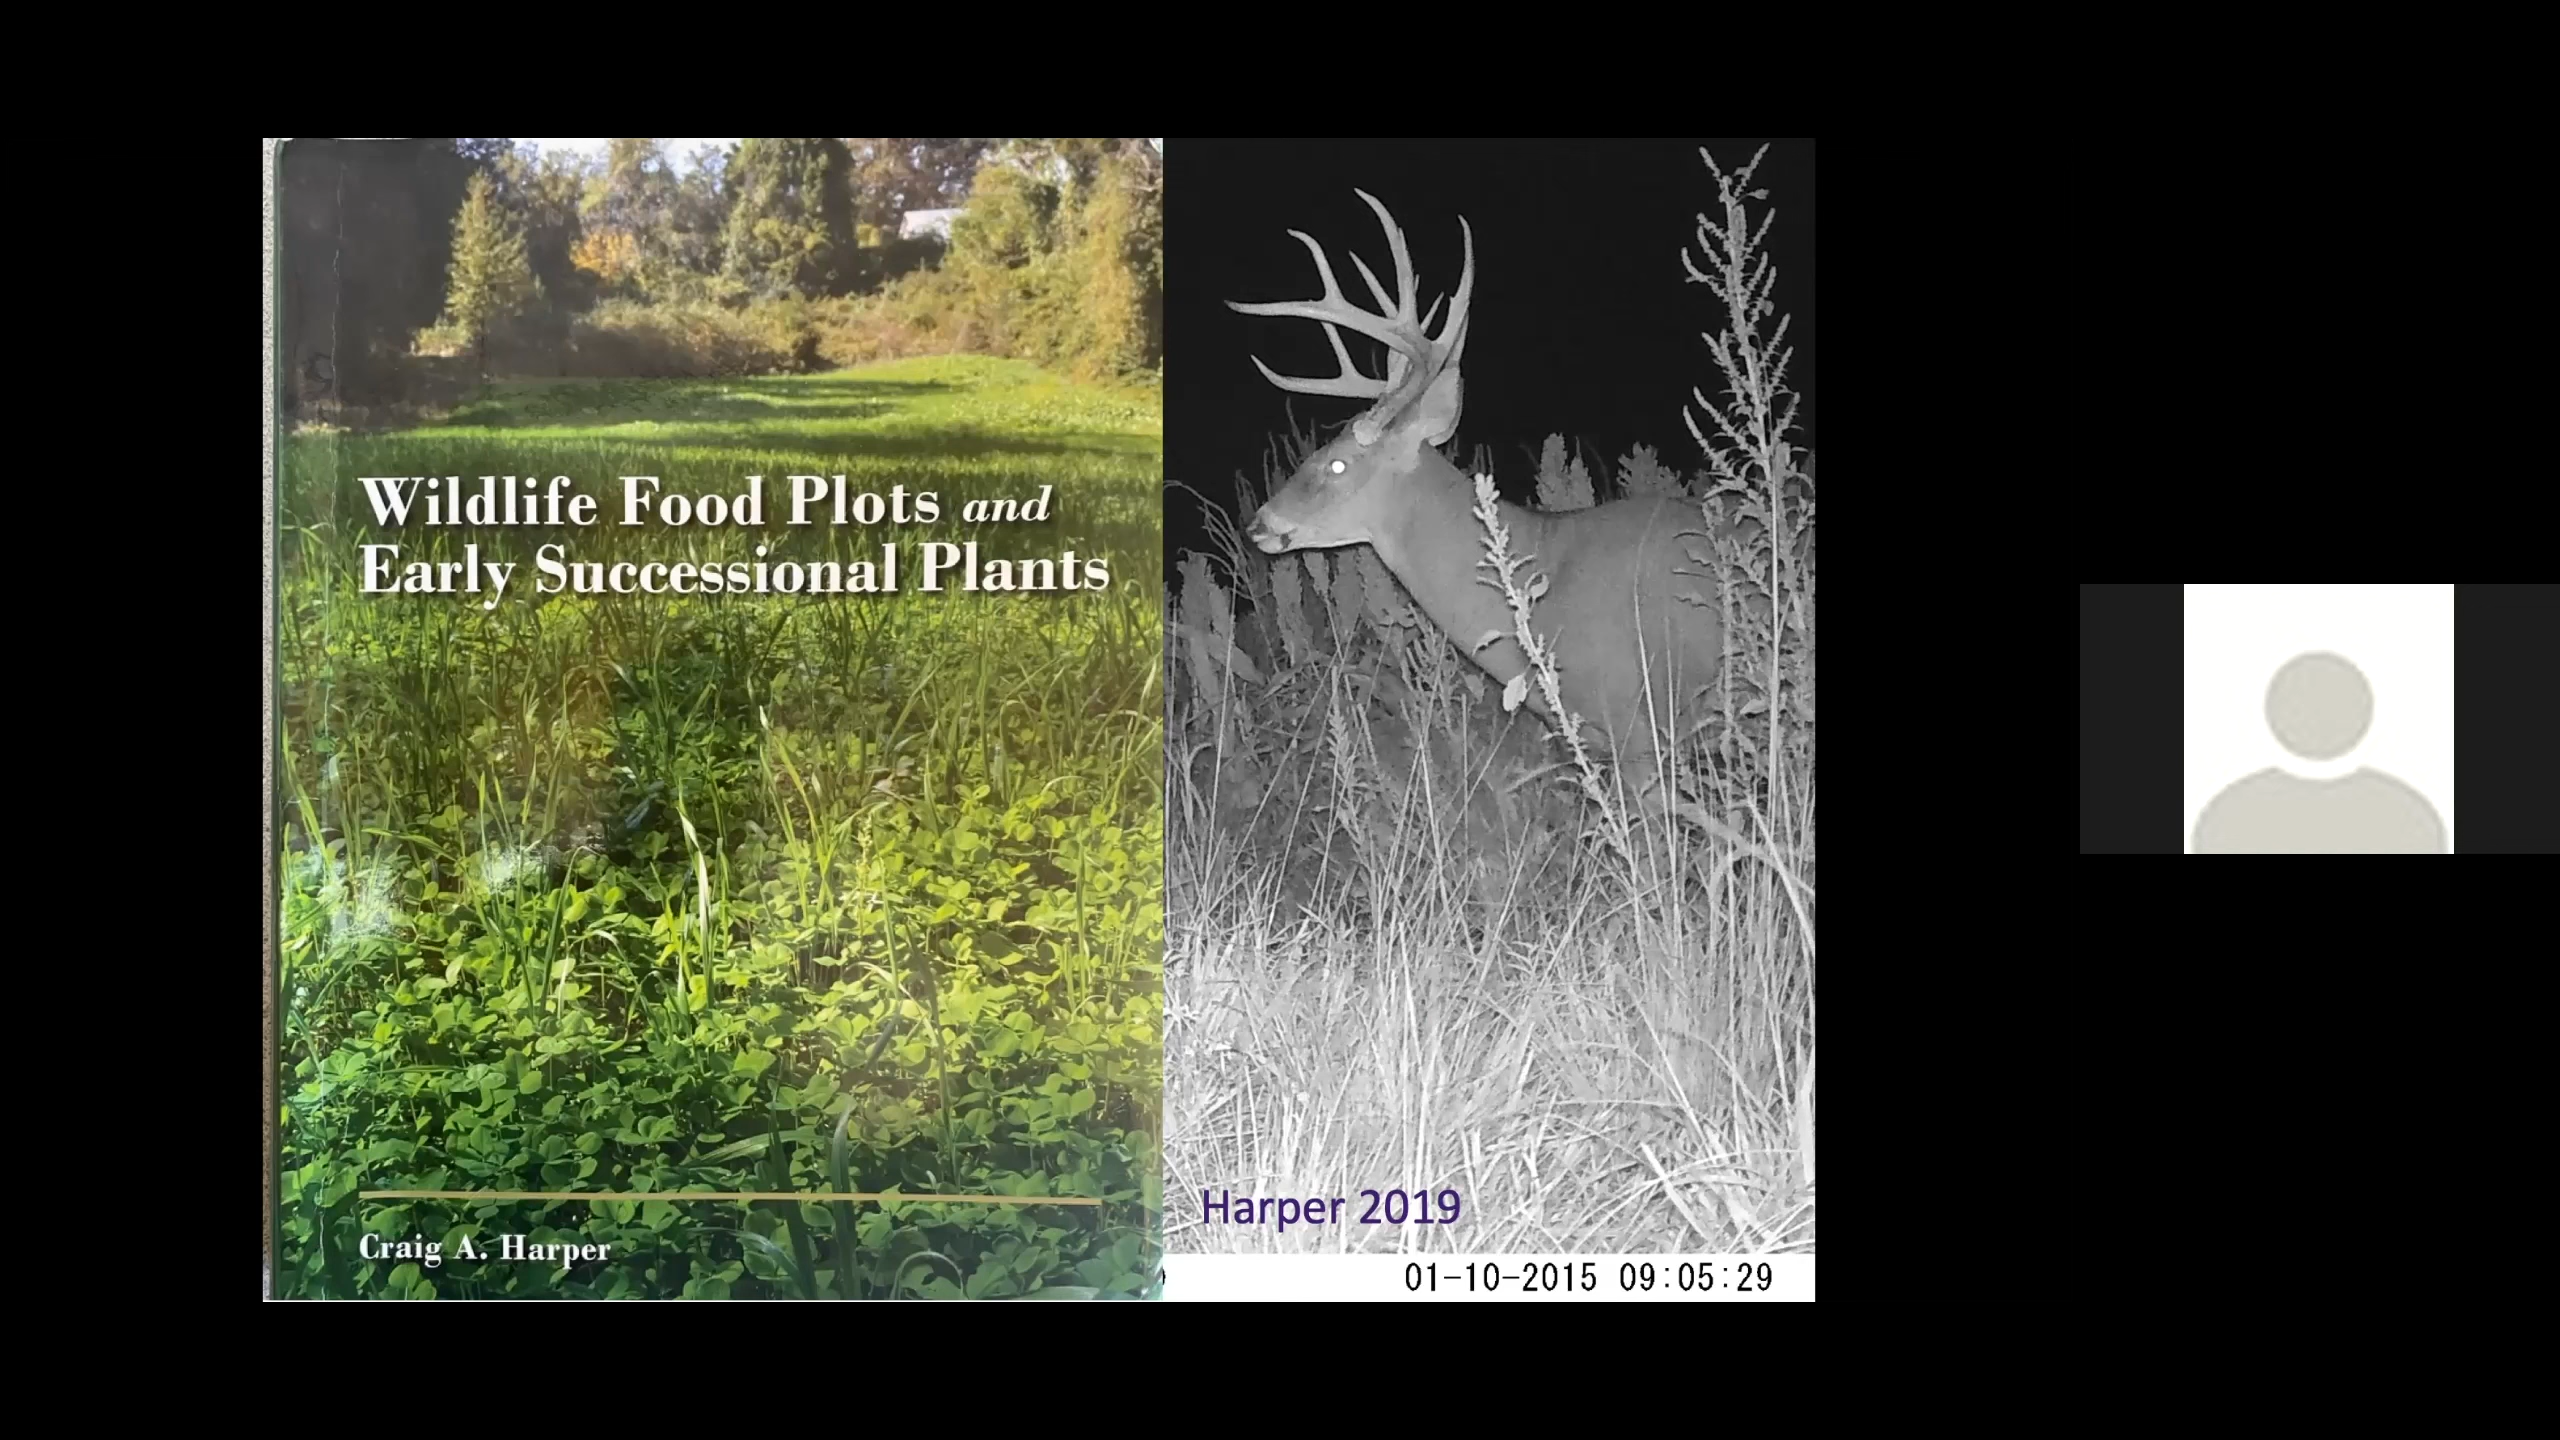 Wildlife Food Plots and
Early Successional Plants
Craig A. Harper
Harper 2019
01-10-2015 09:05:29